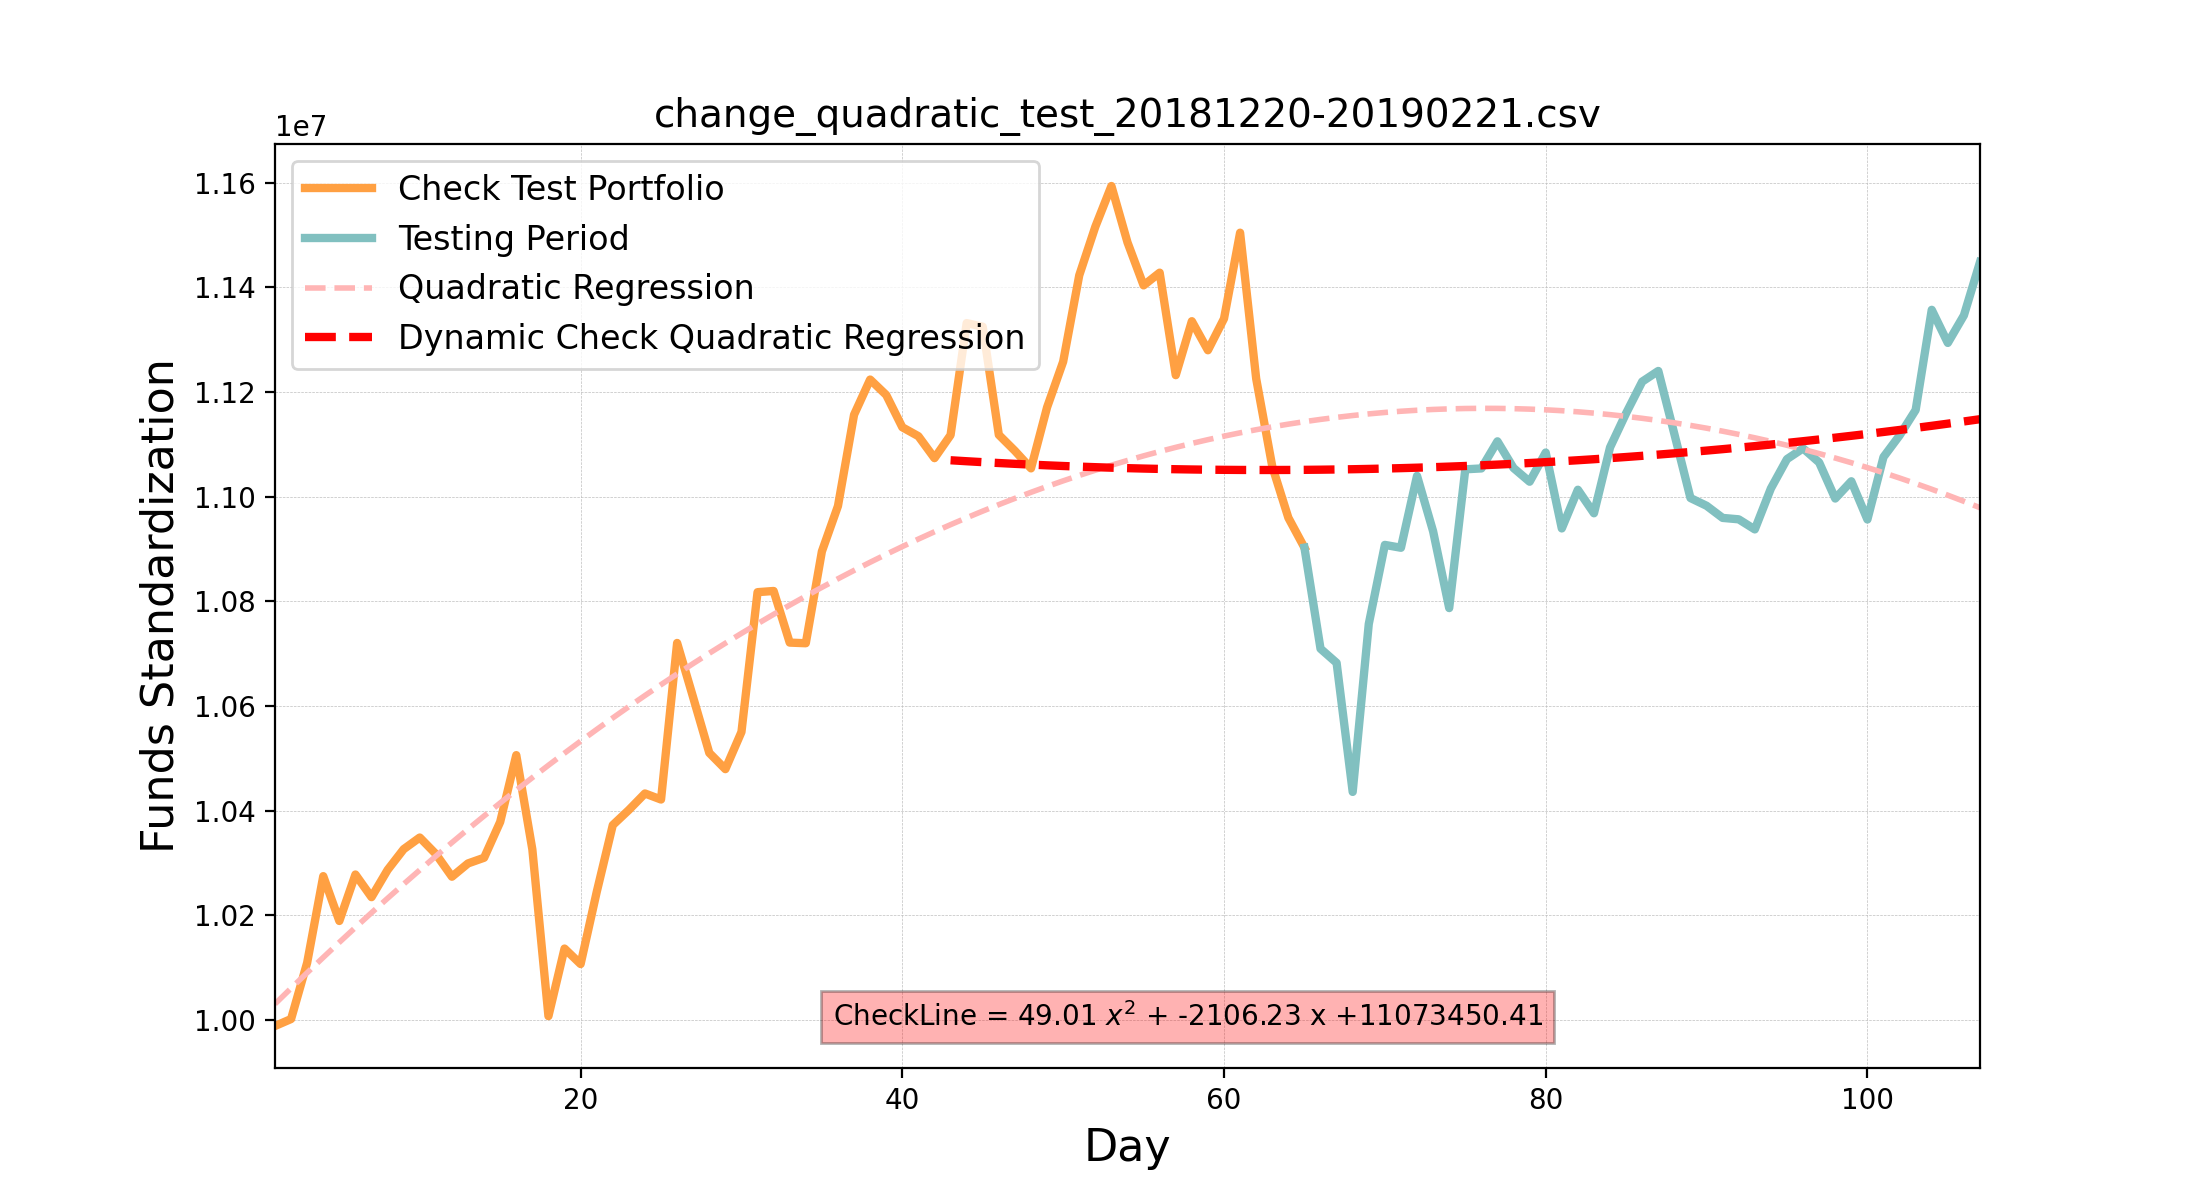 change_quadratic_test_20181220-20190221.csv
1e7
Check Test Portfolio
Testing Period
Quadratic Regression
Dynamic Check Quadratic Regression
1.16
1.14
1.12
1.10
1.08
1.06
1.04
1.02
1.00
Funds Standardization
CheckLine = 49.01 x² + -2106.23 x +11073450.41
20 40 60 80 100
Day